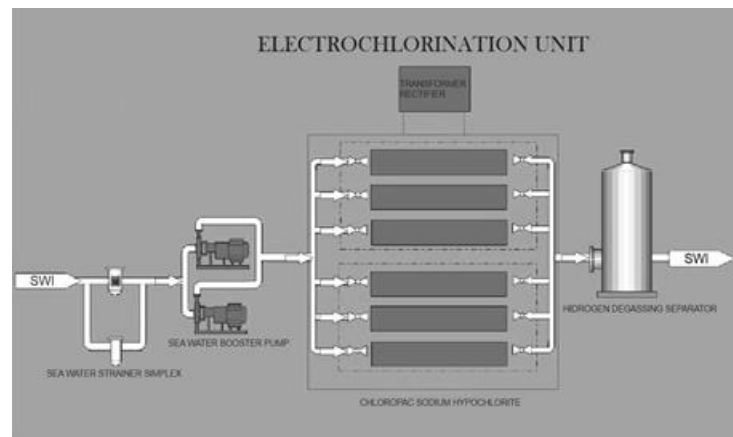 ELECTROCHLORINATION UNIT
TRANSFORMER
RECTIFIER
SWI
SWI
HIDROGEN DEGASSING SEPARATOR
SEA WATER BOOSTER PUMP
SEA WATER STRAINER SIMPLEX
CHLOROPAC SODIUM HYPOCHLORITE